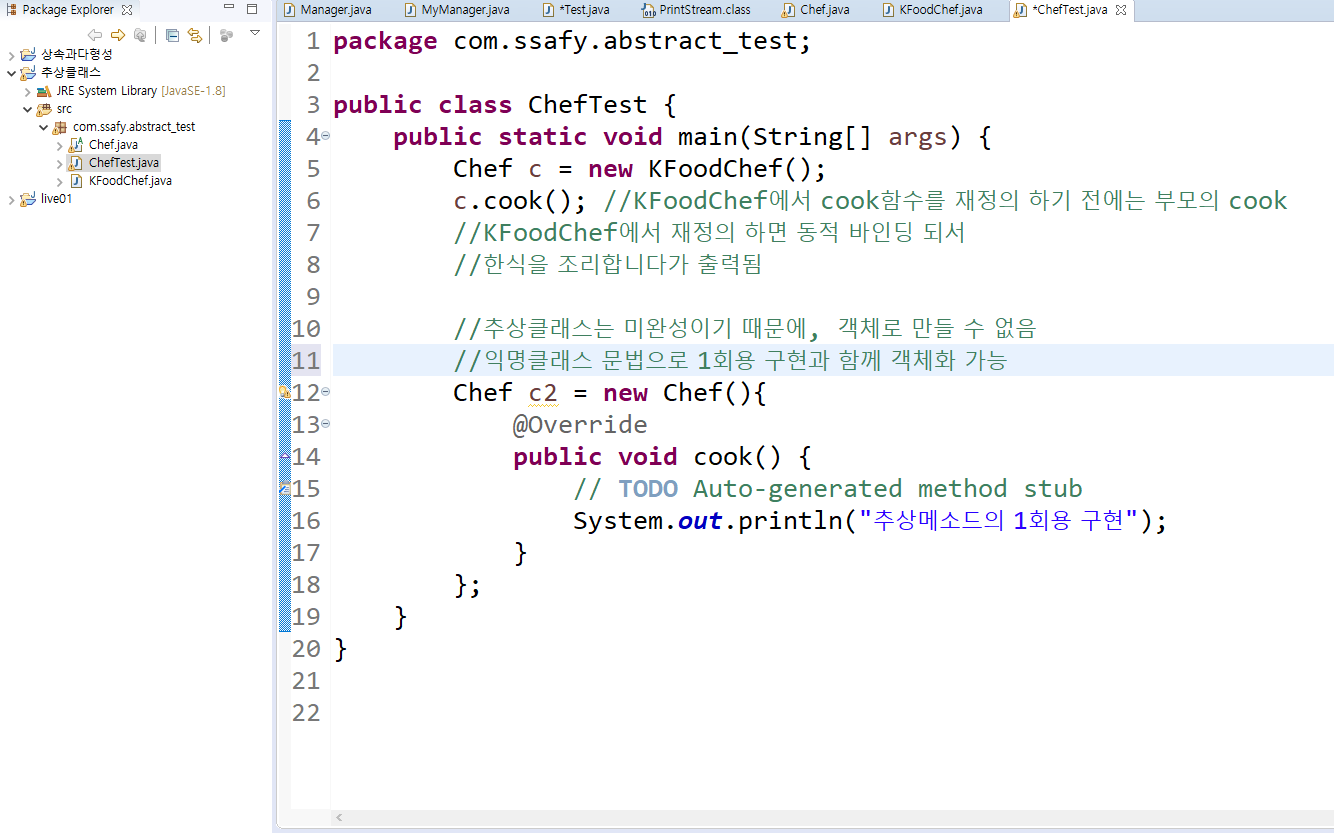 Package Explorer
상속과다형성
추상클래스
JRE System Library [JavaSE-1.8]
src
com.ssafy.abstract_test
Chef.java
ChefTest.java
KFoodChef.java
live01
Manager.java MyManager.java *Test.java PrintStream.class Chef.java KFoodChef.java *ChefTest.java
1 package com.ssafy.abstract_test;
2
3 public class ChefTest {
4 public static void main(String[] args) {
5 Chef c = new KFoodChef();
6 c.cook(); //KFoodChef에서 cook함수를 재정의 하기 전에는 부모의 cook
7 //KFoodChef에서 재정의 하면 동적 바인딩 되서
8 //한식을 조리합니다가 출력됨
9
10 //추상클래스는 미완성이기 때문에, 객체로 만들 수 없음
11 //익명클래스 문법으로 1회용 구현과 함께 객체화 가능
12 Chef c2 = new Chef(){
13 @Override
14 public void cook() {
15 // TODO Auto-generated method stub
16 System.out.println("추상메소드의 1회용 구현");
17 }
18 };
19 }
20 }
21
22